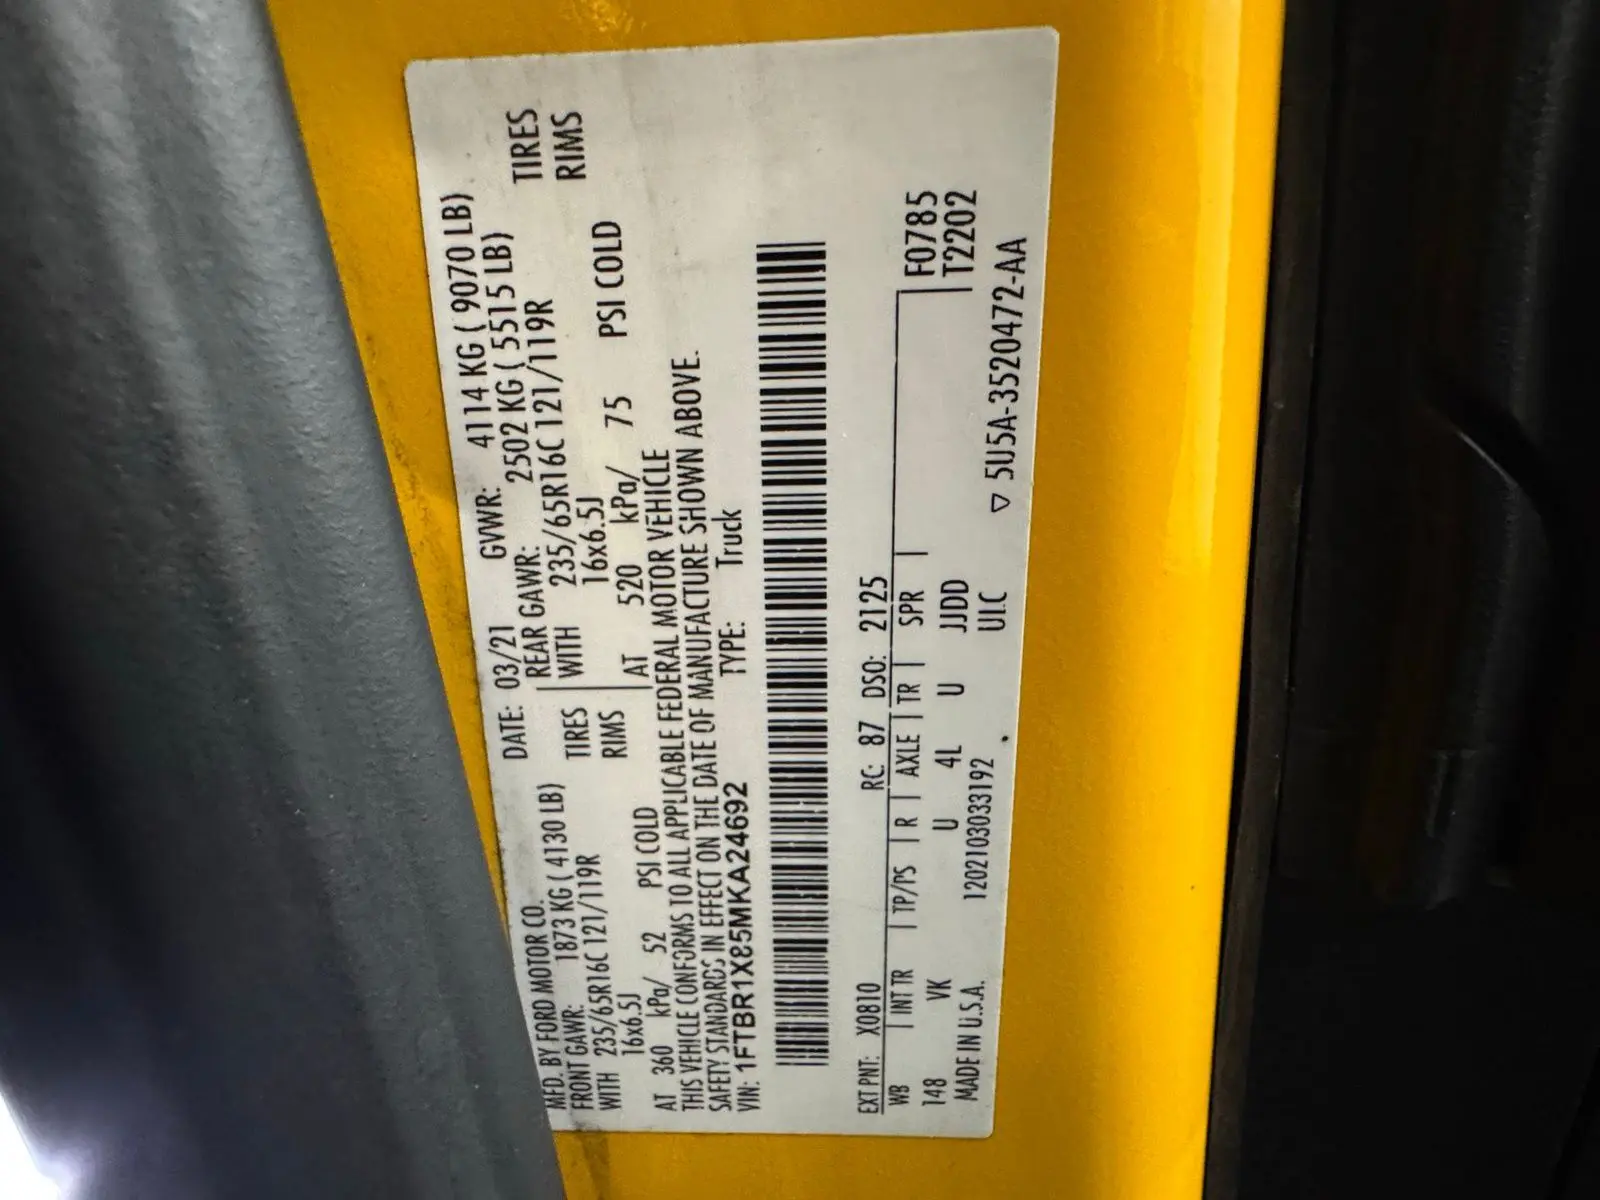 MFD. BY FORD MOTOR CO. DATE: 03/21 GVWR: 4114 KG ( 9070 LB)
FRONT GAWR: 1873 KG ( 4130 LB) REAR GAWR: 2502 KG ( 5515 LB)
WITH 235/65R16C 121/119R TIRES WITH 235/65R16C 121/119R TIRES
16x6.5J RIMS 16x6.5J RIMS
AT 360 kPa/ 52 PSI COLD AT 520 kPa/ 75 PSI COLD
THIS VEHICLE CONFORMS TO ALL APPLICABLE FEDERAL MOTOR VEHICLE
SAFETY STANDARDS IN EFFECT ON THE DATE OF MANUFACTURE SHOWN ABOVE.
VIN: 1FTBR1X85MKA24692 TYPE: Truck
EXT PNT: X0810 RC: 87 DSO: 2125
WB INT TR TP/PS R AXLE TR SPR F0785
148 VK U 4L U JJDD T2202
MADE IN U.S.A. 1202103033192 UI.C
▽ 5U5A-3520472-AA